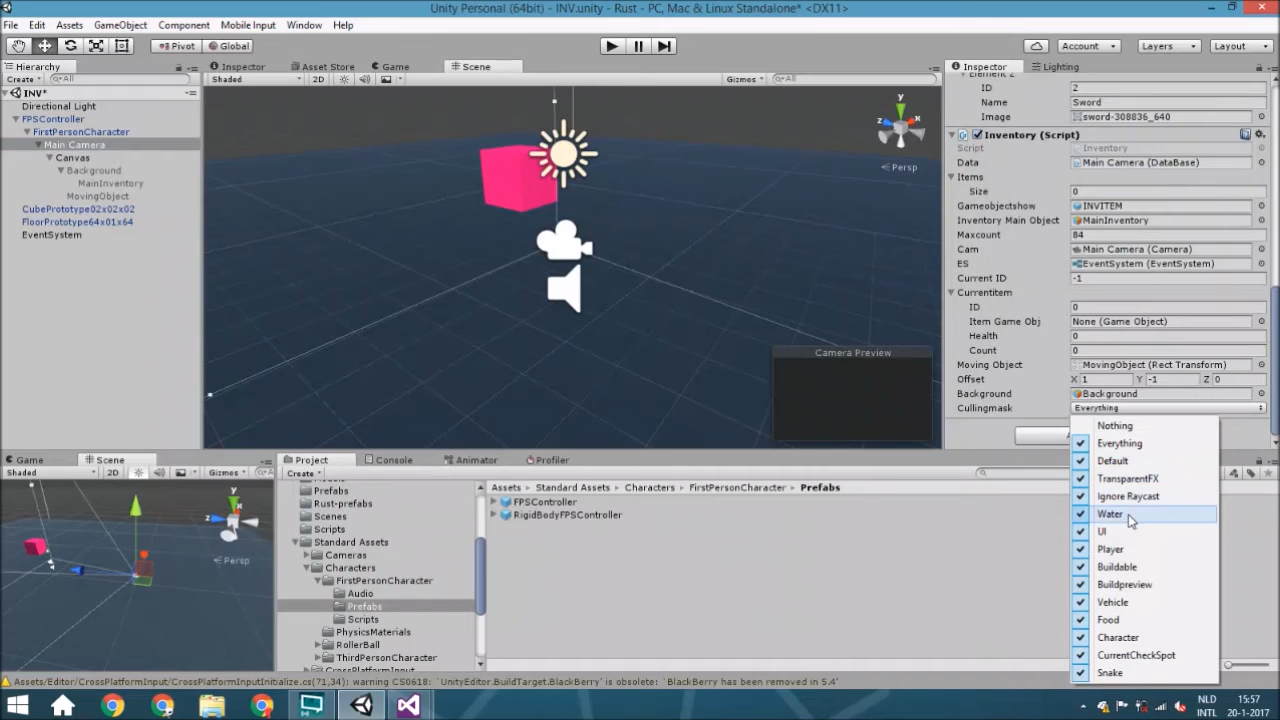 Unity Personal (64bit) - INV.unity - Rust - PC, Mac & Linux Standalone* <DX11>
File Edit Assets GameObject Component Mobile Input Window Help
Pivot Global Account Layers Layout
Hierarchy
Create All
INV*
Directional Light
FPSController
FirstPersonCharacter
Main Camera
Canvas
Background
MainInventory
MovingObject
CubePrototype02x02x02
FloorPrototype64x01x64
EventSystem
Inspector Asset Store Game Scene
Shaded 2D Gizmos All
y
z
Persp
Camera Preview
Inspector Lighting
Element 2
ID 2
Name Sword
Image sword-308836_640
Inventory (Script)
Script Inventory
Data Main Camera (DataBase)
Items
Size 0
Gameobjectshow INVITEM
Inventory Main Object MainInventory
Maxcount 84
Cam Main Camera (Camera)
ES EventSystem (EventSystem)
Current ID -1
Currentitem
ID 0
Item Game Obj None (Game Object)
Health 0
Count 0
Moving Object MovingObject (Rect Transform)
Offset X 1 Y -1 Z 0
Background Background
Cullingmask Everything
Nothing
Everything
Default
TransparentFX
Ignore Raycast
Water
UI
Player
Buildable
Buildpreview
Vehicle
Food
Character
CurrentCheckSpot
Snake
Game Scene
Shaded 2D Gizmos
y
z
Persp
Project Console Animator Profiler
Create
Prefabs
Rust-prefabs
Scenes
Scripts
Standard Assets
Cameras
Characters
FirstPersonCharacter
Audio
Prefabs
Scripts
PhysicsMaterials
RollerBall
ThirdPersonCharacter
CrossPlatformInput
Assets Standard Assets Characters FirstPersonCharacter Prefabs
FPSController
RigidBodyFPSController
Assets/Editor/CrossPlatformInput/CrossPlatformInputInitialize.cs(71,34): warning CS0618: `UnityEditor.BuildTarget.BlackBerry' is obsolete: `BlackBerry has been removed in 5.4'
NLD
INTL
15:57
20-1-2017